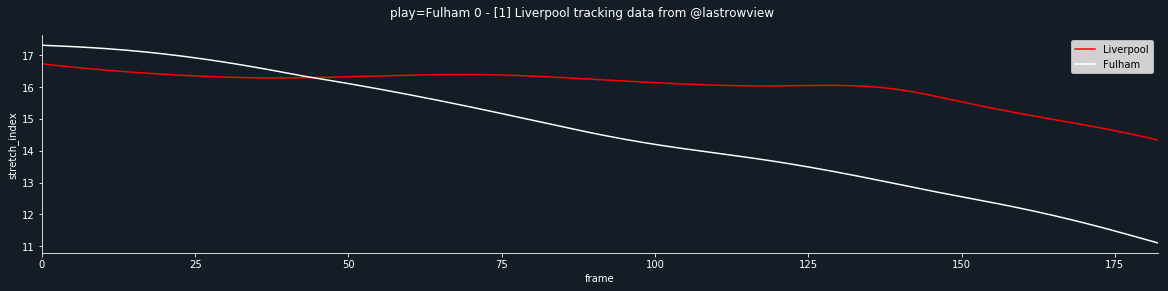 play=Fulham 0 - [1] Liverpool tracking data from @lastrowview
Liverpool
Fulham
17
16
15
14
13
12
11
stretch_index
0 25 50 75 100 125 150 175
frame